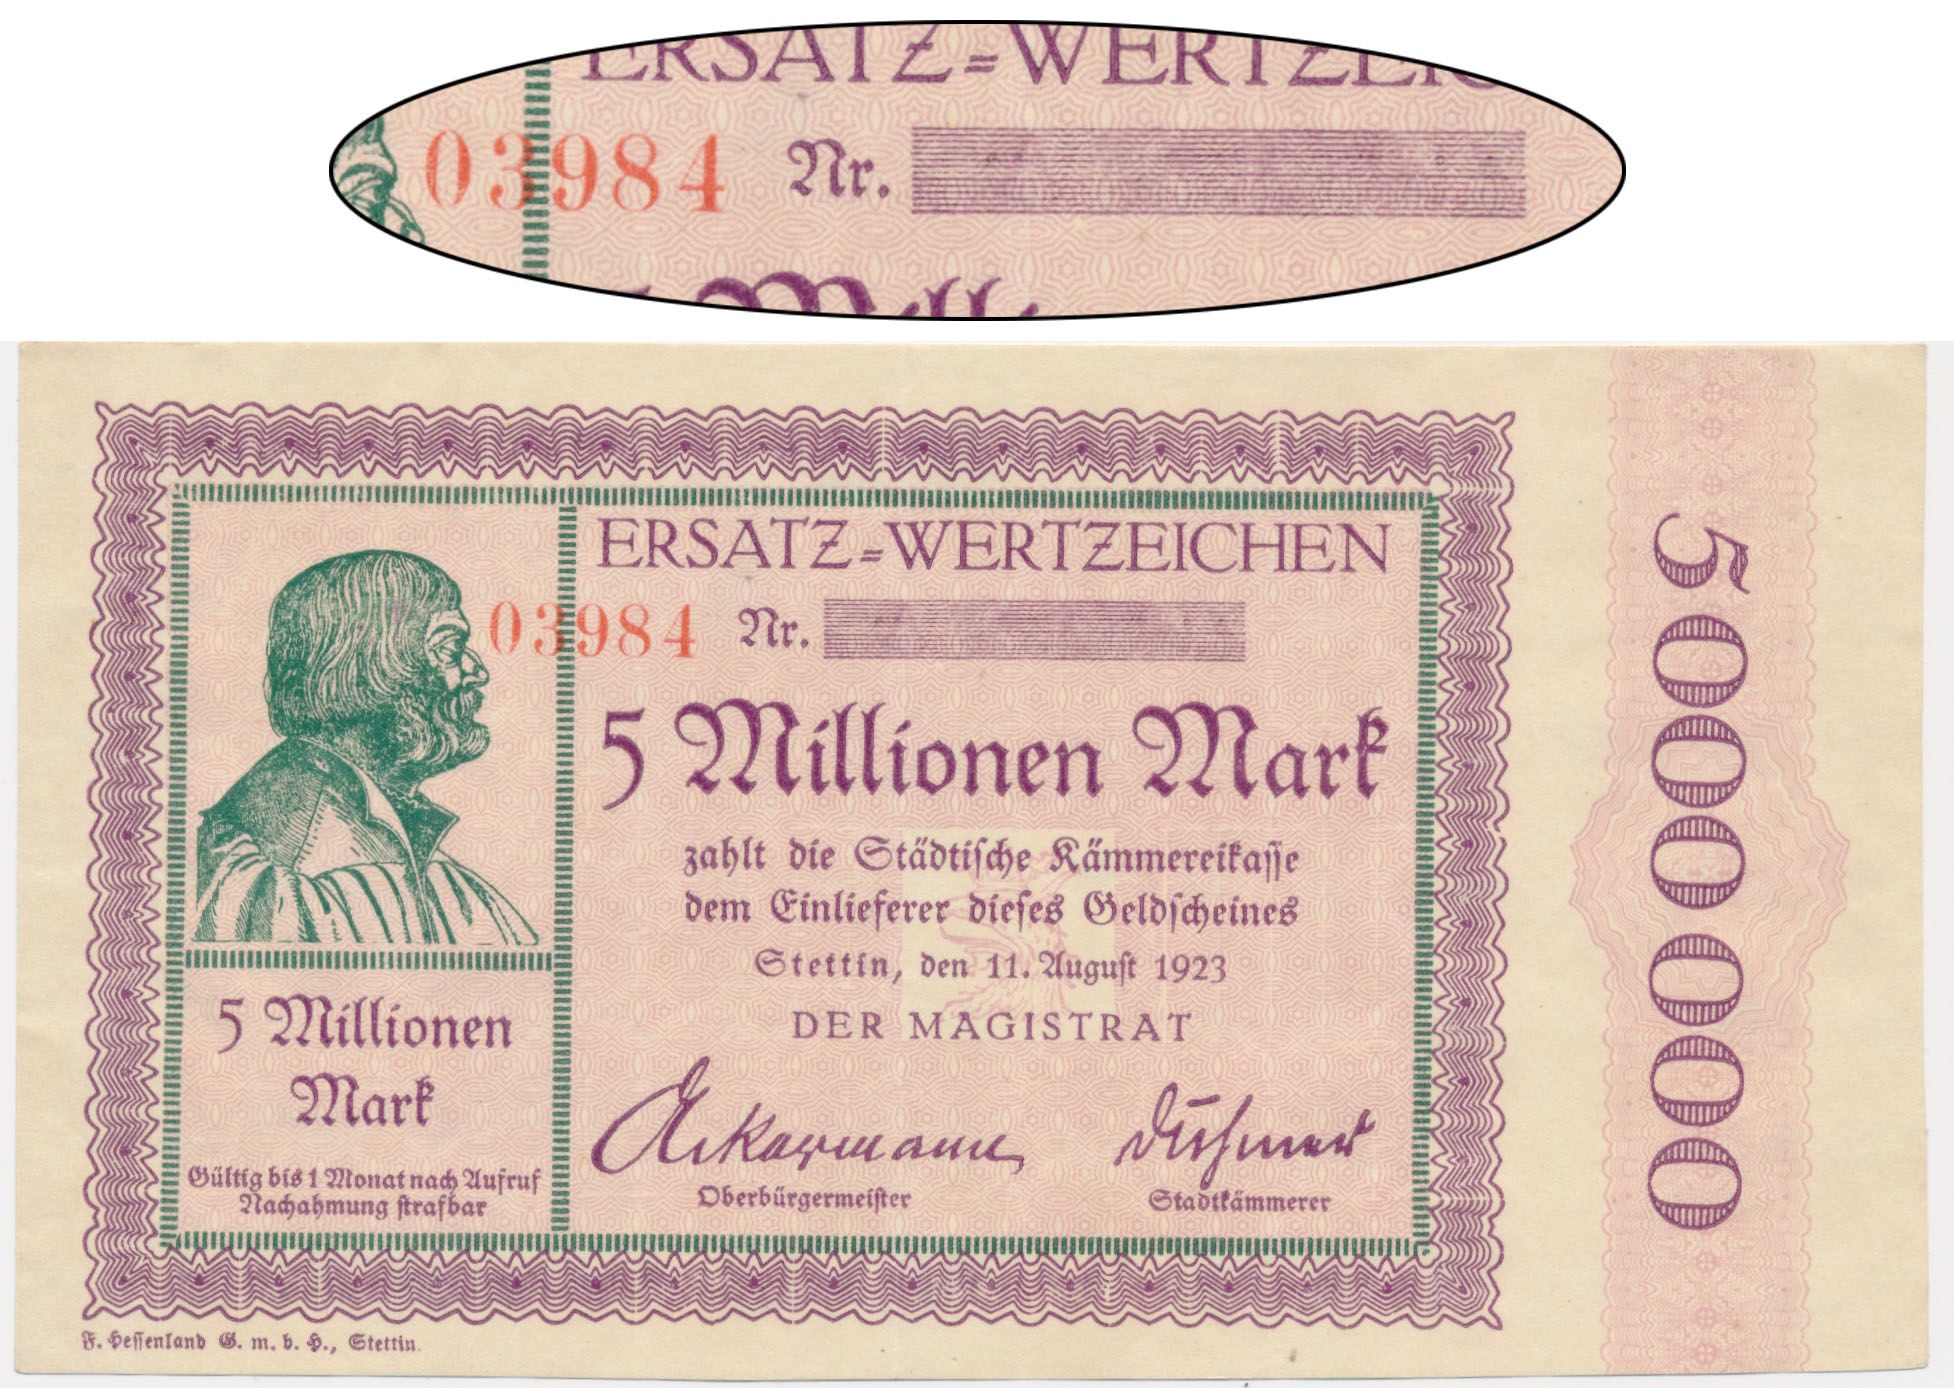 ERSATZ=WERTZEIC
03984 Nr.
Milli
ERSATZ=WERTZEICHEN
03984 Nr.
5 Millionen Mark
zahlt die Städtische Kämmereikasse
dem Einlieferer dieses Geldscheines
Stettin, den 11. August 1923
DER MAGISTRAT
Ackermann
Oberbürgermeister
Stadtkämmerer
5 Millionen
Mark
Gültig bis 1 Monat nach Aufruf
Nachahmung strafbar
5000000
F. Hessenland G. m. b. H., Stettin.